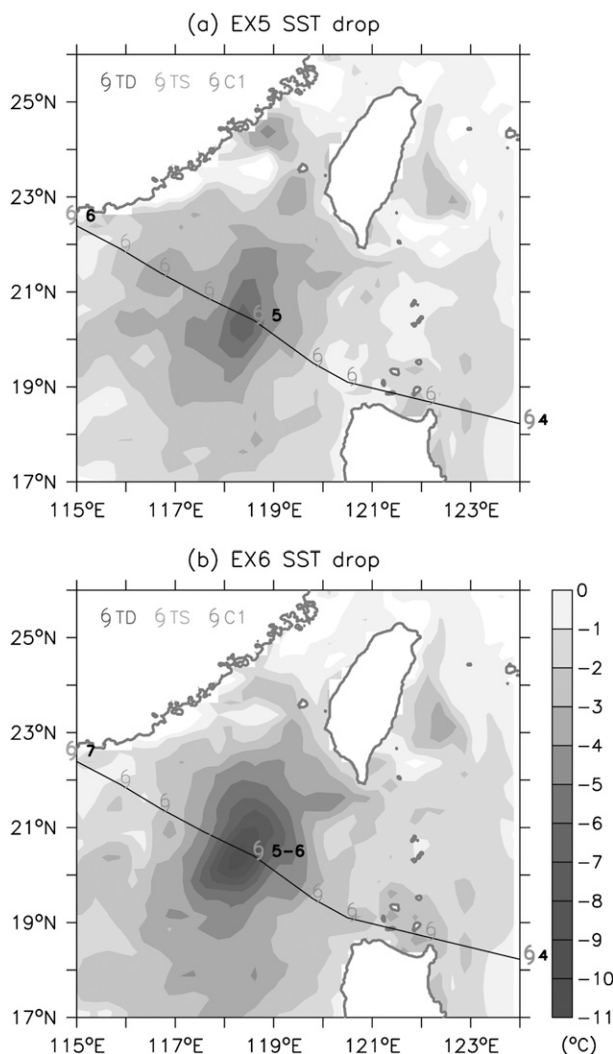 (a) EX5 SST drop
TD TS C1
25°N
23°N
6
21°N
5
19°N
4
17°N
115°E 117°E 119°E 121°E 123°E
(b) EX6 SST drop
TD TS C1
0
25°N
-1
-2
23°N
-3
7
-4
-5
21°N
5-6
-6
-7
19°N
-8
4
-9
-10
17°N
-11
115°E 117°E 119°E 121°E 123°E
(°C)